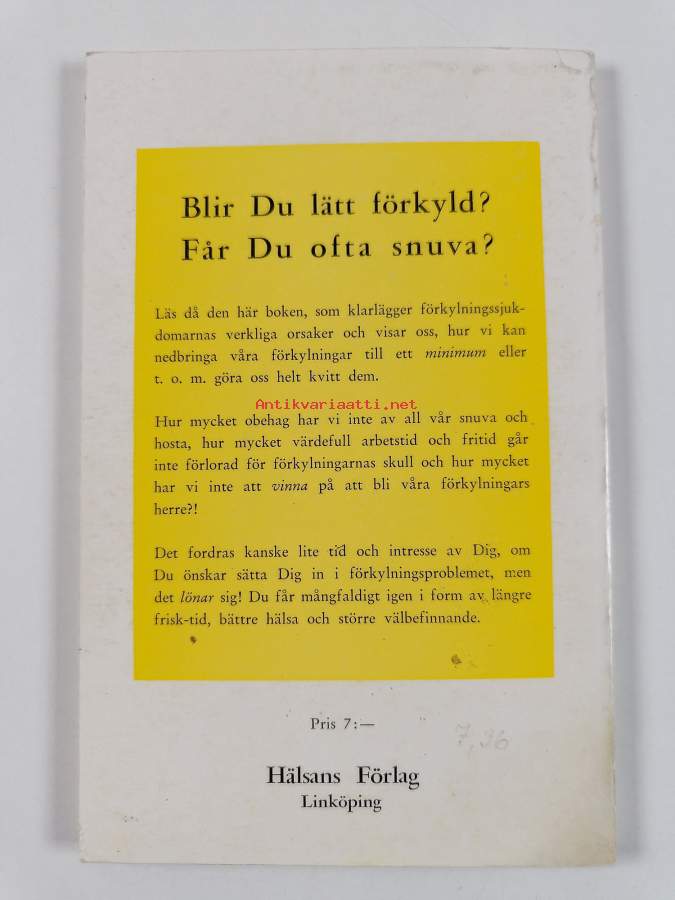 Blir Du lätt förkyld?
Får Du ofta snuva?
Läs då den här boken, som klarlägger förkylningssjuk-
domarnas verkliga orsaker och visar oss, hur vi kan
nedbringa våra förkylningar till ett minimum eller
t. o. m. göra oss helt kvitt dem.
Antikvariaatti.net
Hur mycket obehag har vi inte av all vår snuva och
hosta, hur mycket värdefull arbetstid och fritid går
inte förlorad för förkylningarnas skull och hur mycket
har vi inte att vinna på att bli våra förkylningars
herre?!
Det fordras kanske lite tid och intresse av Dig, om
Du önskar sätta Dig in i förkylningsproblemet, men
det lönar sig! Du får mångfaldigt igen i form av längre
frisk-tid, bättre hälsa och större välbefinnande.
Pris 7:—
7,96
Hälsans Förlag
Linköping